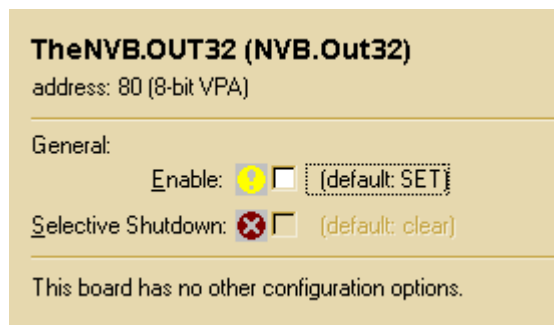 TheNVB.OUT32 (NVB.Out32)
address: 80 (8-bit VPA)
General:
Enable: (default: SET)
Selective Shutdown: (default: clear)
This board has no other configuration options.